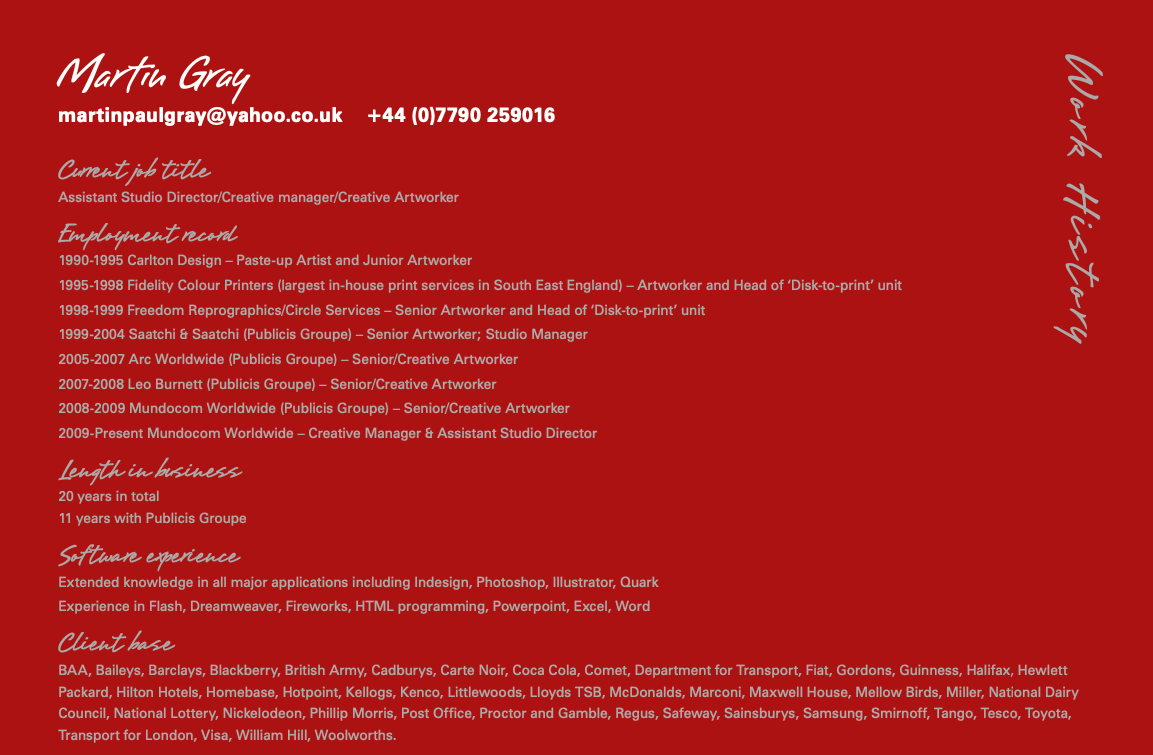 Martin Gray
martinpaulgray@yahoo.co.uk +44 (0)7790 259016
Work History
Current job title
Assistant Studio Director/Creative manager/Creative Artworker
Employment record
1990-1995 Carlton Design – Paste-up Artist and Junior Artworker
1995-1998 Fidelity Colour Printers (largest in-house print services in South East England) – Artworker and Head of ‘Disk-to-print’ unit
1998-1999 Freedom Reprographics/Circle Services – Senior Artworker and Head of ‘Disk-to-print’ unit
1999-2004 Saatchi & Saatchi (Publicis Groupe) – Senior Artworker; Studio Manager
2005-2007 Arc Worldwide (Publicis Groupe) – Senior/Creative Artworker
2007-2008 Leo Burnett (Publicis Groupe) – Senior/Creative Artworker
2008-2009 Mundocom Worldwide (Publicis Groupe) – Senior/Creative Artworker
2009-Present Mundocom Worldwide – Creative Manager & Assistant Studio Director
Length in business
20 years in total
11 years with Publicis Groupe
Software experience
Extended knowledge in all major applications including Indesign, Photoshop, Illustrator, Quark
Experience in Flash, Dreamweaver, Fireworks, HTML programming, Powerpoint, Excel, Word
Client base
BAA, Baileys, Barclays, Blackberry, British Army, Cadburys, Carte Noir, Coca Cola, Comet, Department for Transport, Fiat, Gordons, Guinness, Halifax, Hewlett
Packard, Hilton Hotels, Homebase, Hotpoint, Kellogs, Kenco, Littlewoods, Lloyds TSB, McDonalds, Marconi, Maxwell House, Mellow Birds, Miller, National Dairy
Council, National Lottery, Nickelodeon, Phillip Morris, Post Office, Proctor and Gamble, Regus, Safeway, Sainsburys, Samsung, Smirnoff, Tango, Tesco, Toyota,
Transport for London, Visa, William Hill, Woolworths.